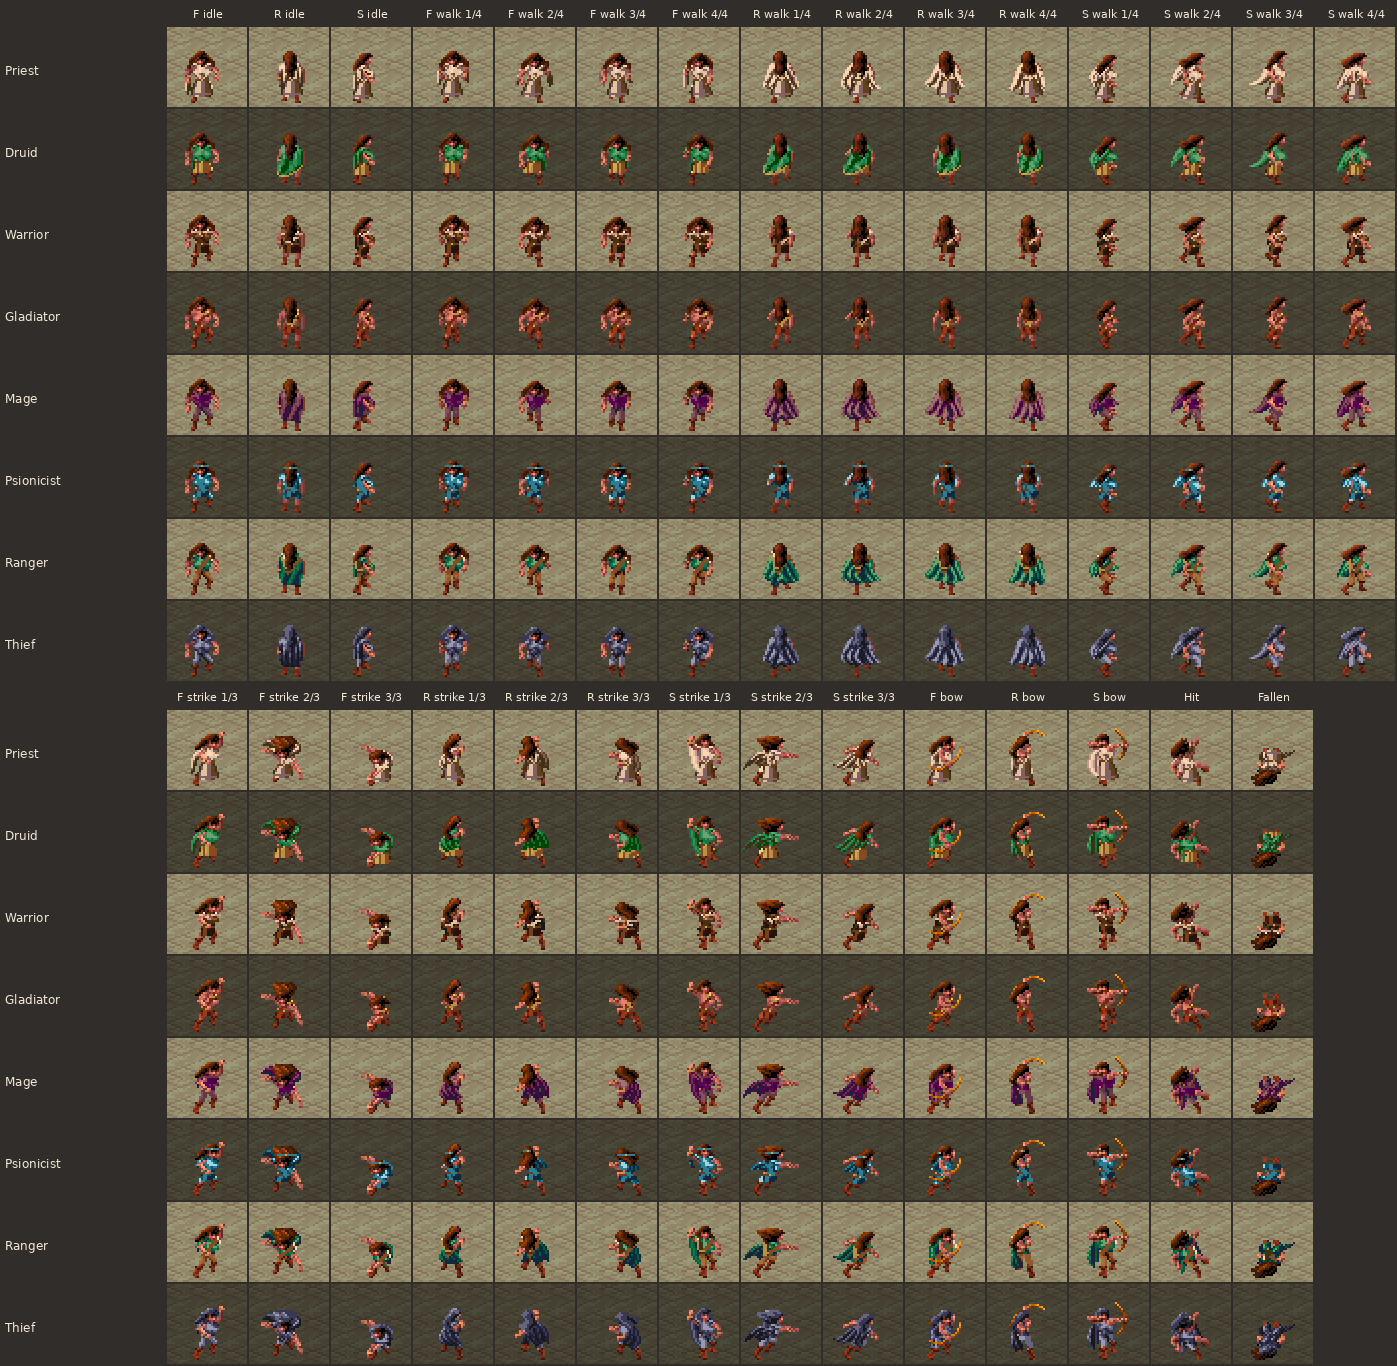 F idle R idle S idle F walk 1/4 F walk 2/4 F walk 3/4 F walk 4/4 R walk 1/4 R walk 2/4 R walk 3/4 R walk 4/4 S walk 1/4 S walk 2/4 S walk 3/4 S walk 4/4
Priest
Druid
Warrior
Gladiator
Mage
Psionicist
Ranger
Thief
F strike 1/3 F strike 2/3 F strike 3/3 R strike 1/3 R strike 2/3 R strike 3/3 S strike 1/3 S strike 2/3 S strike 3/3 F bow R bow S bow Hit Fallen
Priest
Druid
Warrior
Gladiator
Mage
Psionicist
Ranger
Thief